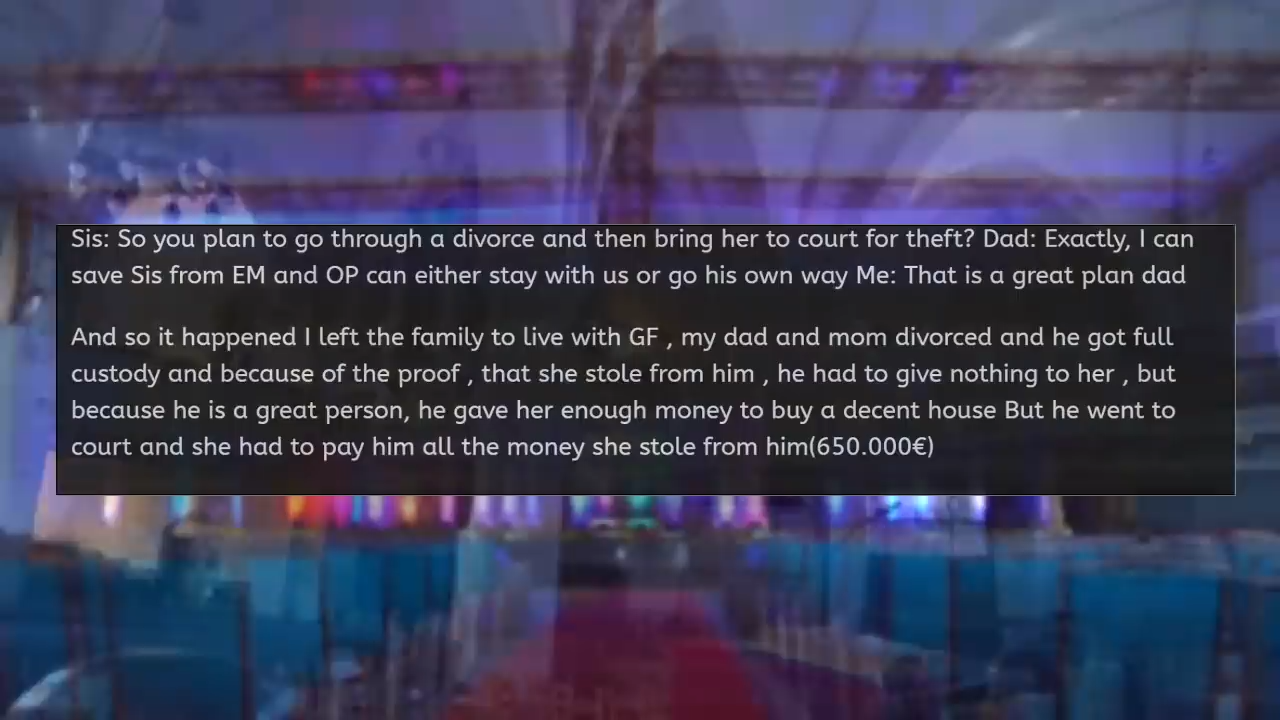 Sis: So you plan to go through a divorce and then bring her to court for theft? Dad: Exactly, I can
save Sis from EM and OP can either stay with us or go his own way Me: That is a great plan dad
And so it happened I left the family to live with GF , my dad and mom divorced and he got full
custody and because of the proof , that she stole from him , he had to give nothing to her , but
because he is a great person, he gave her enough money to buy a decent house But he went to
court and she had to pay him all the money she stole from him(650.000€)